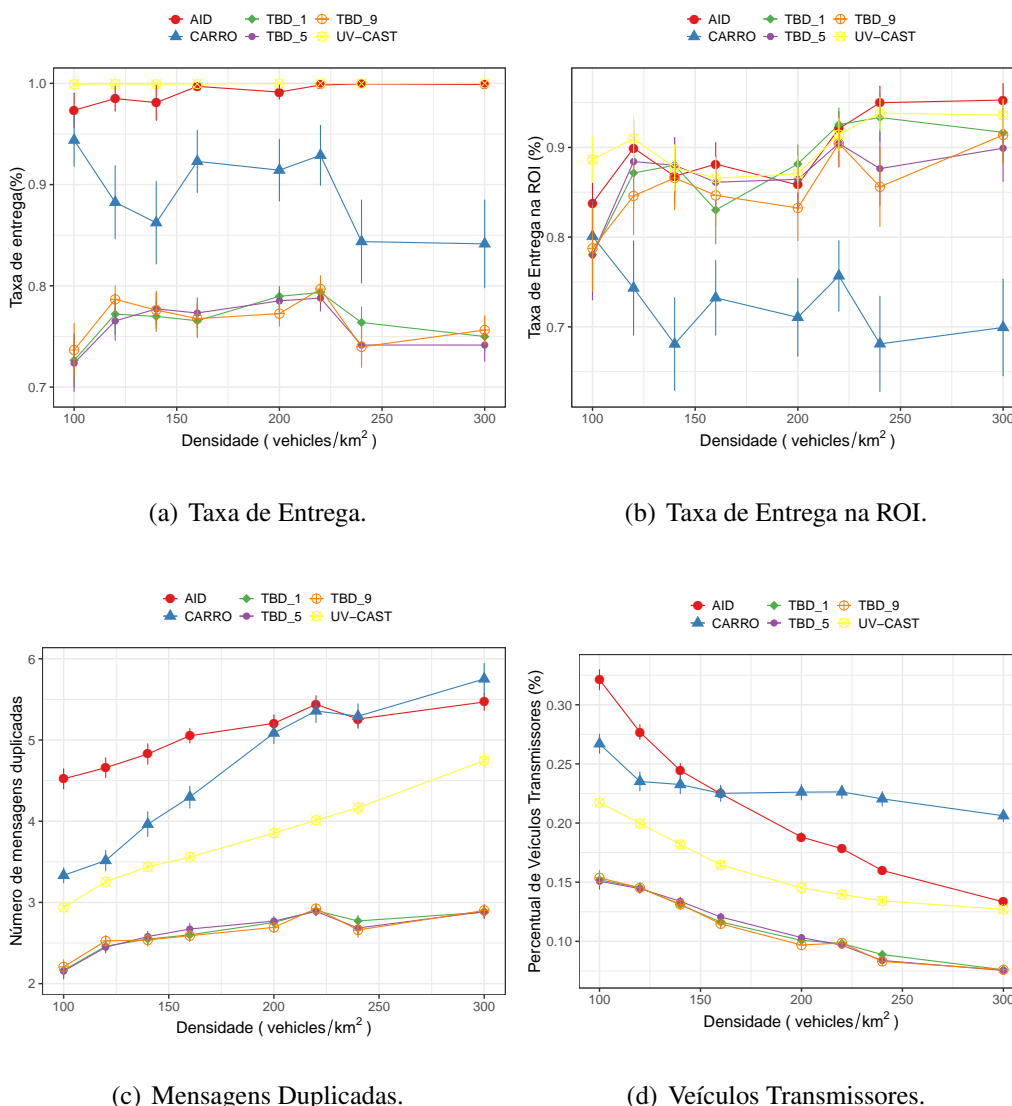 AID TBD_1 TBD_9
CARRO TBD_5 UV−CAST
1.0
0.9
0.8
0.7
Taxa de entrega(%)
100 150 200 250 300
Densidade ( vehicles/km²)
(a) Taxa de Entrega.
AID TBD_1 TBD_9
CARRO TBD_5 UV−CAST
0.9
0.8
0.7
Taxa de Entrega na ROI (%)
100 150 200 250 300
Densidade ( vehicles/km²)
(b) Taxa de Entrega na ROI.
AID TBD_1 TBD_9
CARRO TBD_5 UV−CAST
6
5
4
3
2
Número de mensagens duplicadas
100 150 200 250 300
Densidade ( vehicles/km²)
(c) Mensagens Duplicadas.
AID TBD_1 TBD_9
CARRO TBD_5 UV−CAST
0.30
0.25
0.20
0.15
0.10
Percentual de Veículos Transmissores (%)
100 150 200 250 300
Densidade ( vehicles/km²)
(d) Veículos Transmissores.